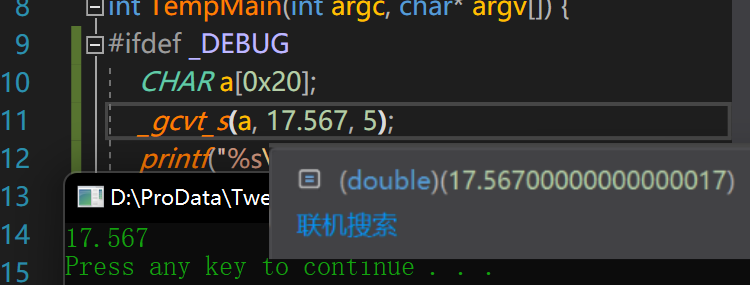 8 int TempMain(int argc, char* argv[]) {
9 #ifdef _DEBUG
10 CHAR a[0x20];
11 _gcvt_s(a, 17.567, 5);
12 printf("%s\
(double)(17.567000000000000017)
联机搜索
13
D:\ProData\Twe
14
17.567
15
Press any key to continue . . .